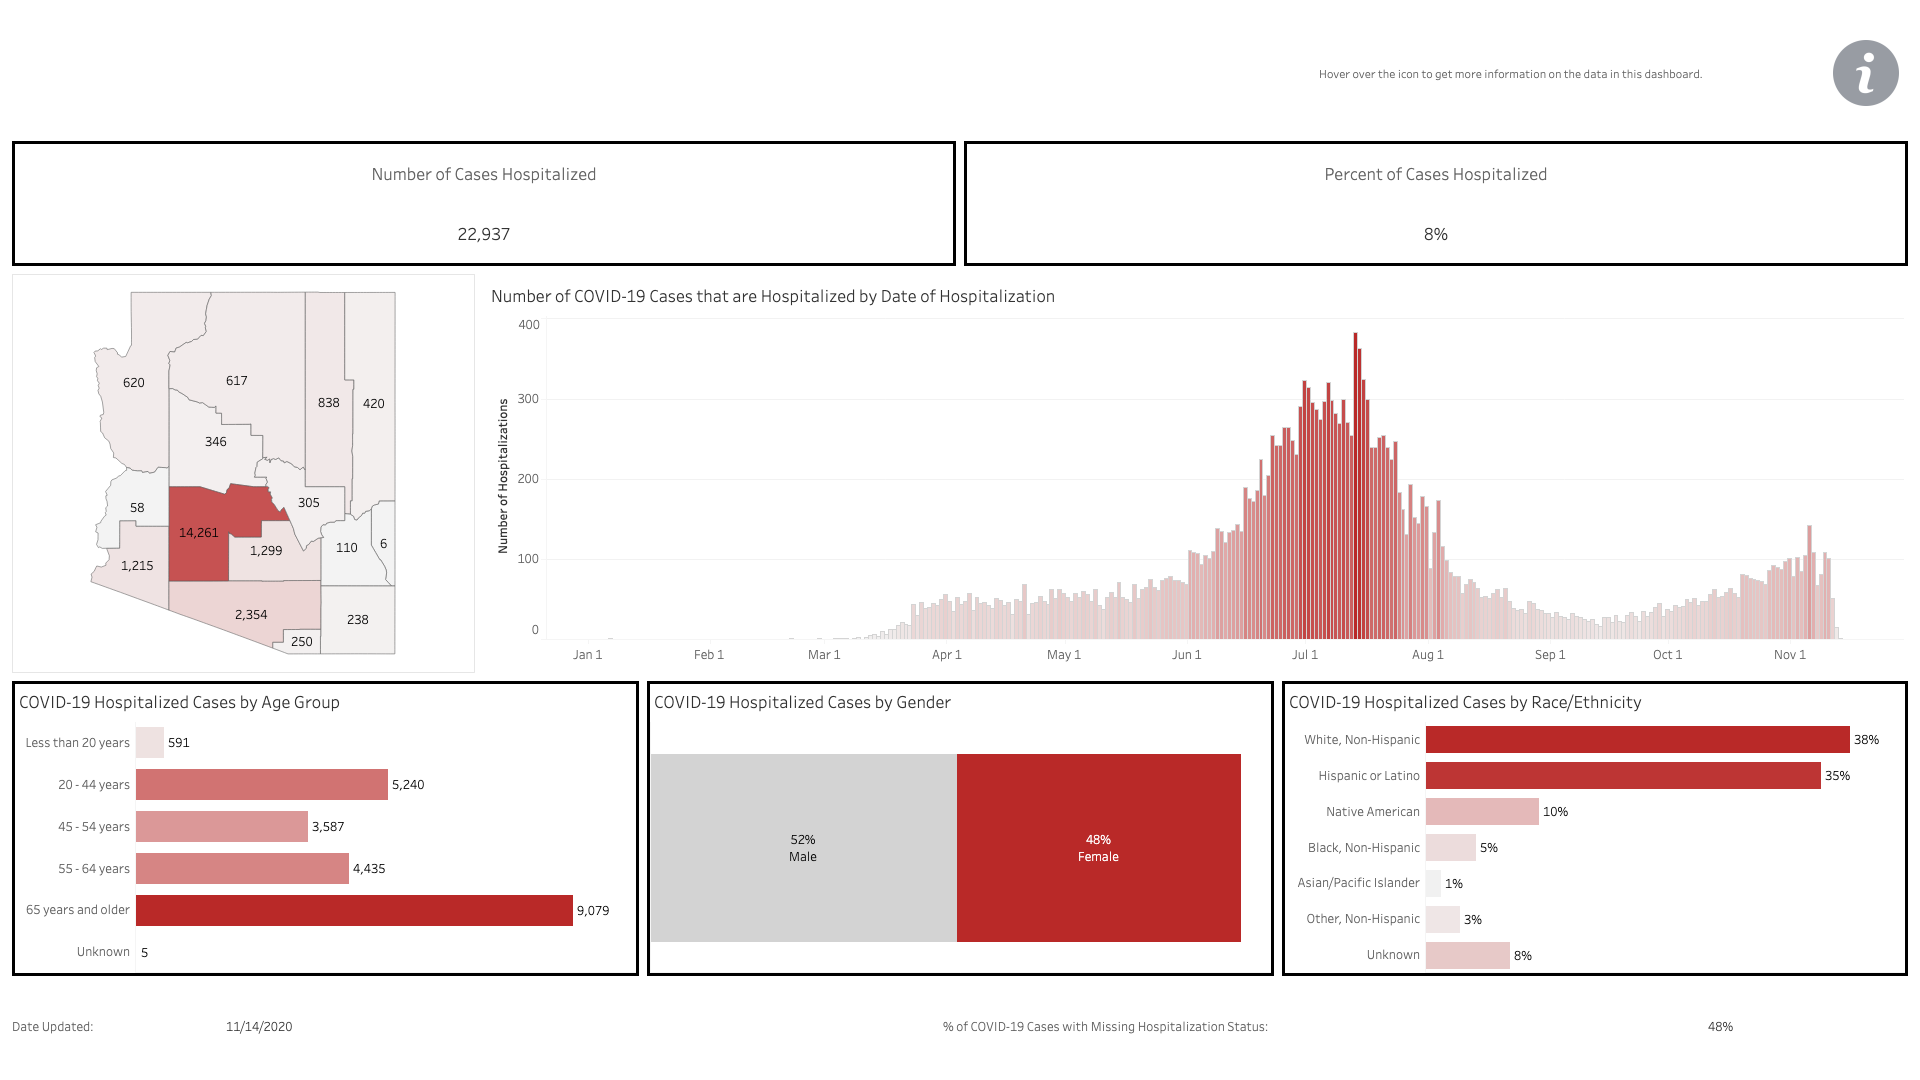 Hover over the icon to get more information on the data in this dashboard.
i
Number of Cases Hospitalized
22,937
Percent of Cases Hospitalized
8%
620
617
838
420
346
305
58
14,261
1,299
110
6
1,215
2,354
238
250
Number of COVID-19 Cases that are Hospitalized by Date of Hospitalization
Number of Hospitalizations
400
300
200
100
0
Jan 1
Feb 1
Mar 1
Apr 1
May 1
Jun 1
Jul 1
Aug 1
Sep 1
Oct 1
Nov 1
COVID-19 Hospitalized Cases by Age Group
Less than 20 years 591
20 - 44 years 5,240
45 - 54 years 3,587
55 - 64 years 4,435
65 years and older 9,079
Unknown 5
COVID-19 Hospitalized Cases by Gender
52%
Male
48%
Female
COVID-19 Hospitalized Cases by Race/Ethnicity
White, Non-Hispanic 38%
Hispanic or Latino 35%
Native American 10%
Black, Non-Hispanic 5%
Asian/Pacific Islander 1%
Other, Non-Hispanic 3%
Unknown 8%
Date Updated: 11/14/2020
% of COVID-19 Cases with Missing Hospitalization Status: 48%